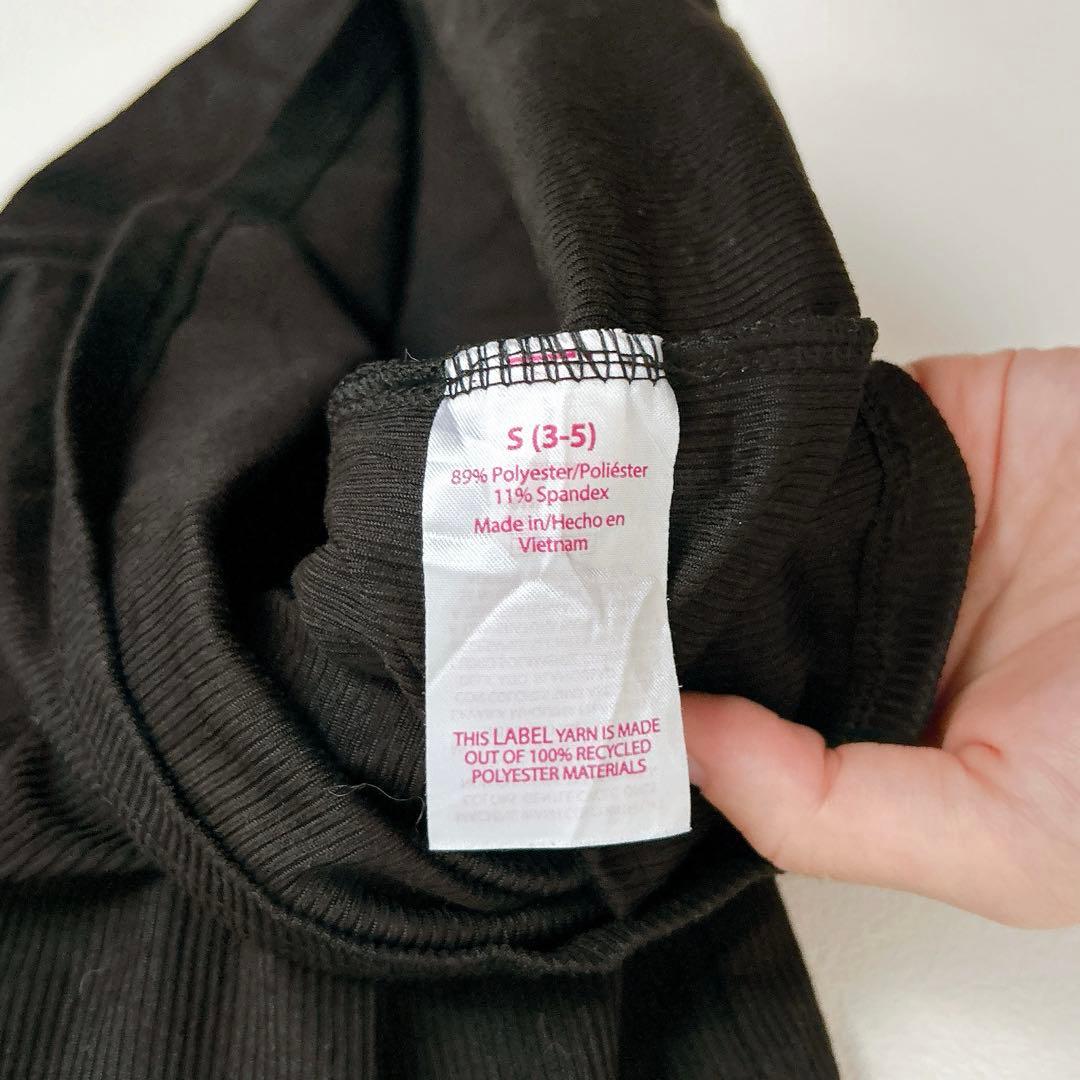 S (3-5)
89% Polyester/Poliéster
11% Spandex
Made in/Hecho en
Vietnam
THIS LABEL YARN IS MADE
OUT OF 100% RECYCLED
POLYESTER MATERIALS